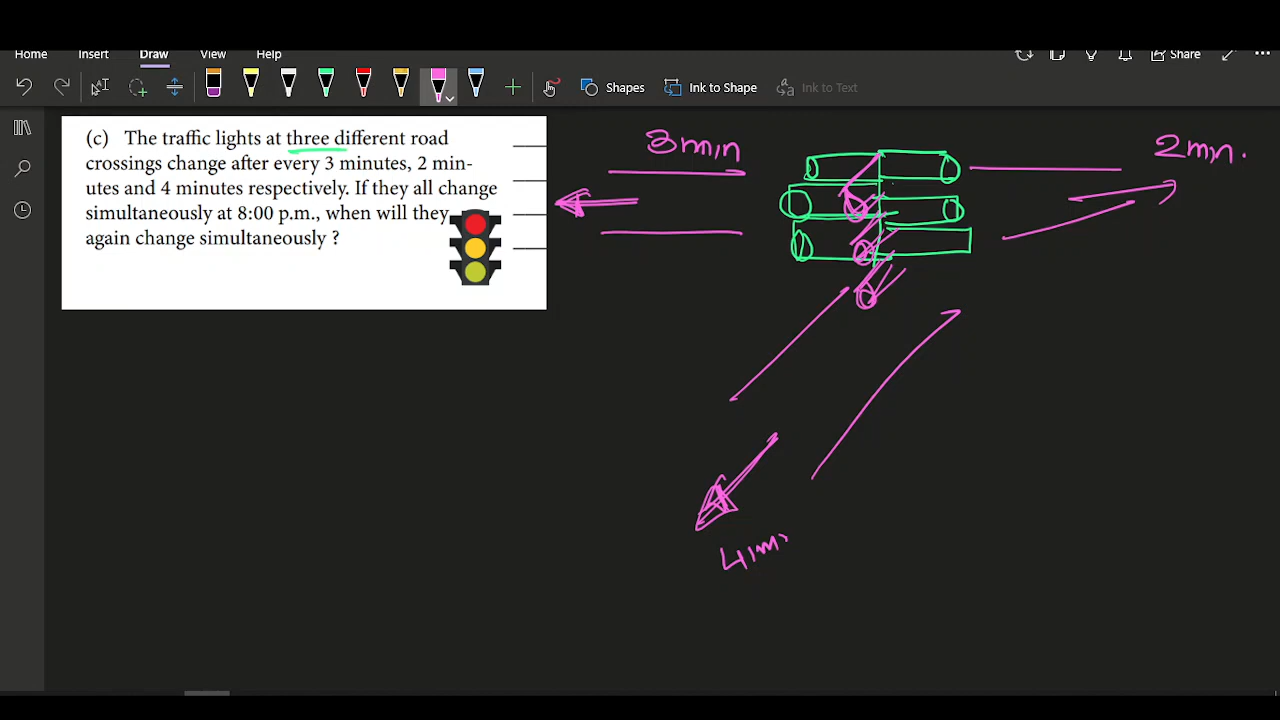 Home Insert Draw View Help Share
Shapes Ink to Shape Ink to Text
(c) The traffic lights at three different road
crossings change after every 3 minutes, 2 min-
utes and 4 minutes respectively. If they all change
simultaneously at 8:00 p.m., when will they
again change simultaneously ?
3min
2min.
4min